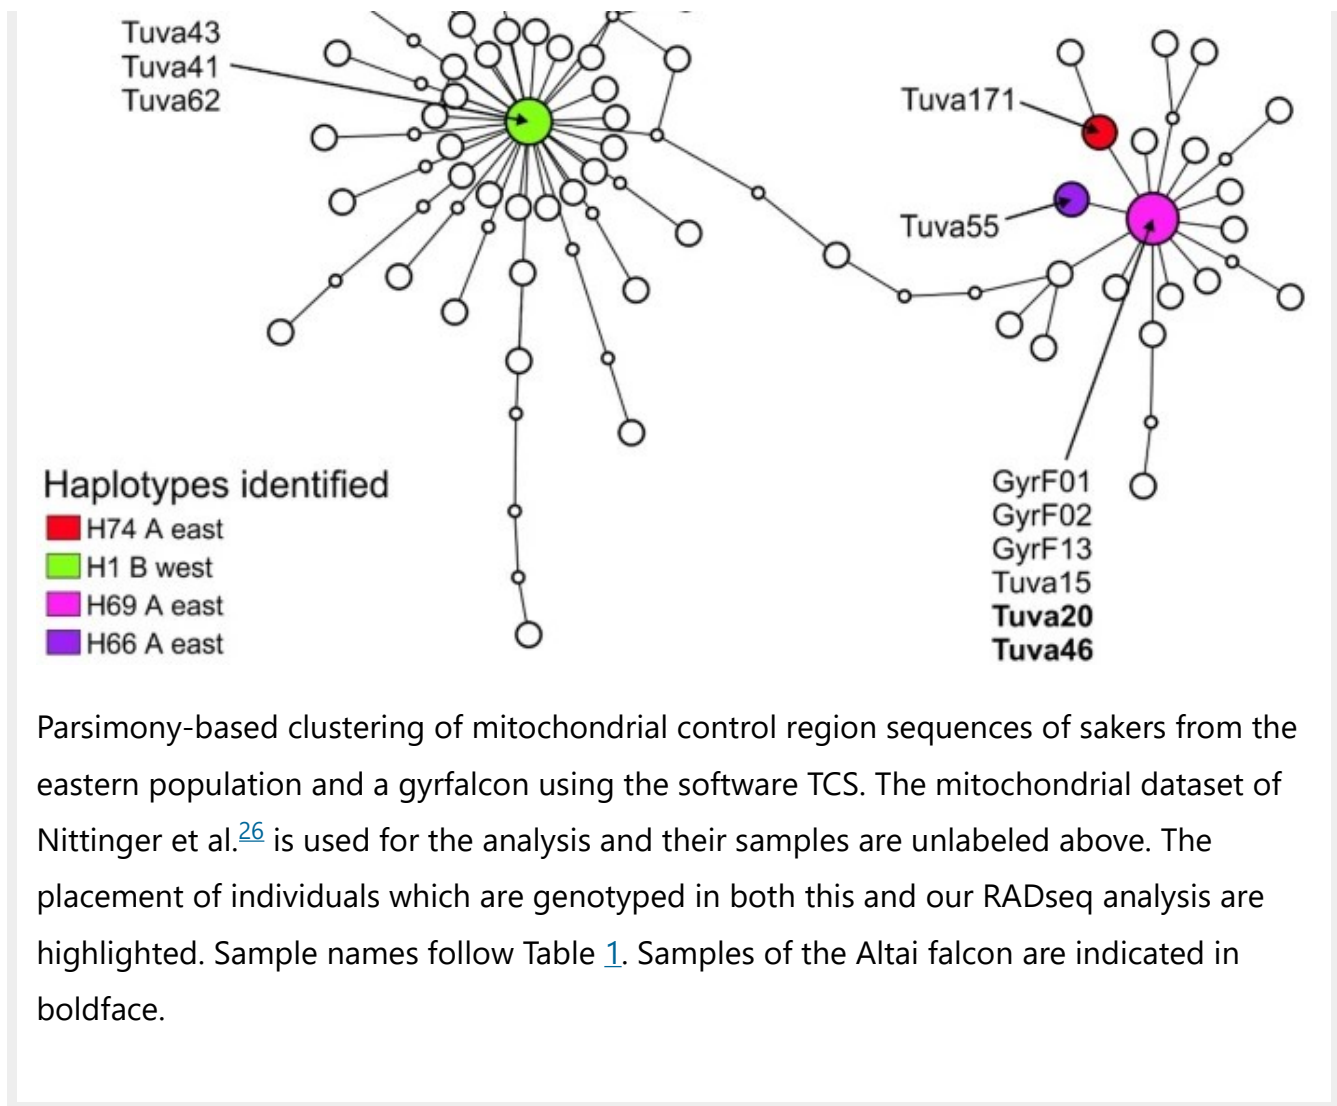 Tuva43
Tuva41
Tuva62
Tuva171
Tuva55
GyrF01
GyrF02
GyrF13
Tuva15
Tuva20
Tuva46
Haplotypes identified
H74 A east
H1 B west
H69 A east
H66 A east
Parsimony-based clustering of mitochondrial control region sequences of sakers from the
eastern population and a gyrfalcon using the software TCS. The mitochondrial dataset of
Nittinger et al.26 is used for the analysis and their samples are unlabeled above. The
placement of individuals which are genotyped in both this and our RADseq analysis are
highlighted. Sample names follow Table 1. Samples of the Altai falcon are indicated in
boldface.